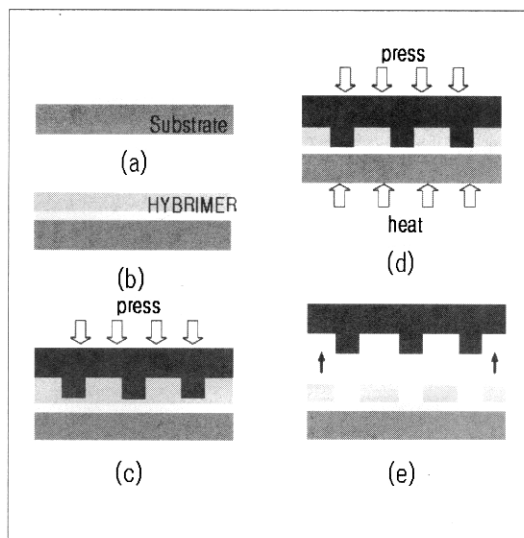 Substrate
(a)
HYBRIMER
(b)
press
(c)
press
heat
(d)
(e)